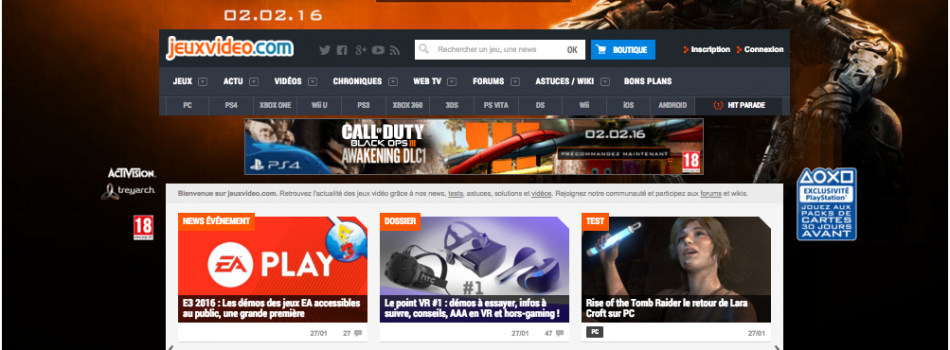 02.02.16
jeuxvideo.com
Rechercher un jeu, une news OK
BOUTIQUE
Inscription Connexion
JEUX ACTU VIDÉOS CHRONIQUES WEB TV FORUMS ASTUCES / WIKI BONS PLANS
PC PS4 XBOX ONE Wii U PS3 XBOX 360 3DS PS VITA DS Wii iOS ANDROID HIT PARADE
CALL OF DUTY
BLACK OPS III
AWAKENING DLC1
PS4
02.02.16
PRÉCOMMANDEZ MAINTENANT
18
ACTIVISION.
treyarch
18
EXCLUSIVITÉ
PlayStation
JOUEZ AUX
PACKS DE
CARTES
30 JOURS
AVANT
Bienvenue sur jeuxvideo.com. Retrouvez l'actualité des jeux vidéo grâce à nos news, tests, astuces, solutions et vidéos. Rejoignez notre communauté et participez aux forums et wikis.
NEWS ÉVÉNEMENT
E3
EA PLAY
E3 2016 : Les démos des jeux EA accessibles
au public, une grande première
27/01 27
DOSSIER
HTC
#1
Le point VR #1 : démos à essayer, infos à
suivre, conseils, AAA en VR et hors-gaming !
27/01 47
TEST
Rise of the Tomb Raider le retour de Lara
Croft sur PC
PC
27/01